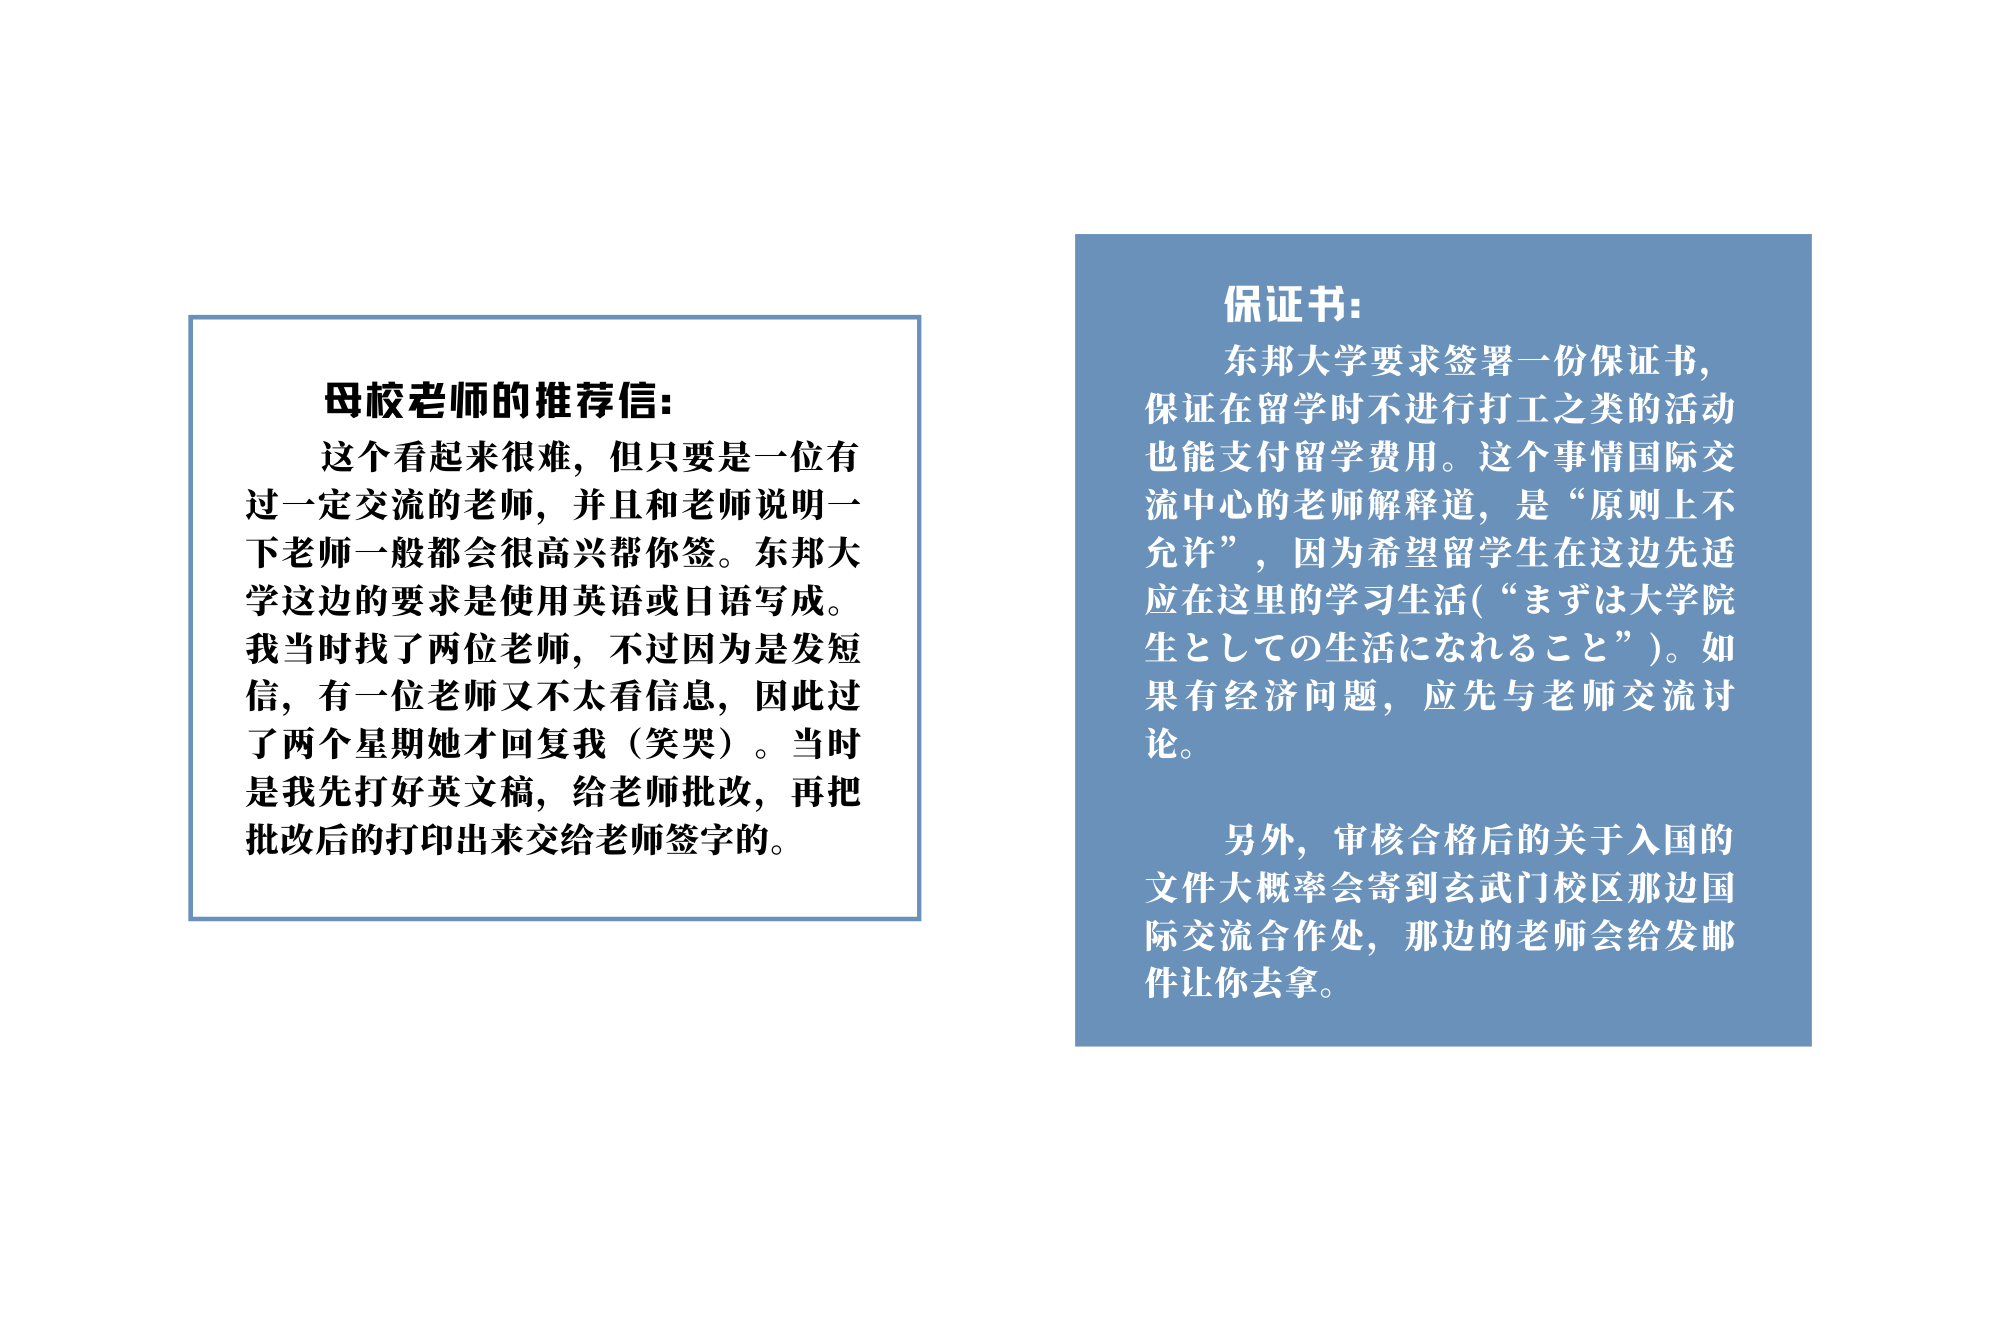 母校老师的推荐信：
这个看起来很难，但只要是一位有
过一定交流的老师，并且和老师说明一
下老师一般都会很高兴帮你签。东邦大
学这边的要求是使用英语或日语写成。
我当时找了两位老师，不过因为是发短
信，有一位老师又不太看信息，因此过
了两个星期她才回复我（笑哭）。当时
是我先打好英文稿，给老师批改，再把
批改后的打印出来交给老师签字的。
保证书：
东邦大学要求签署一份保证书，
保证在留学时不进行打工之类的活动
也能支付留学费用。这个事情国际交
流中心的老师解释道，是“原则上不
允许”，因为希望留学生在这边先适
应在这里的学习生活(“まずは大学院
生としての生活になれること”)。如
果有经济问题，应先与老师交流讨
论。
另外，审核合格后的关于入国的
文件大概率会寄到玄武门校区那边国
际交流合作处，那边的老师会给发邮
件让你去拿。